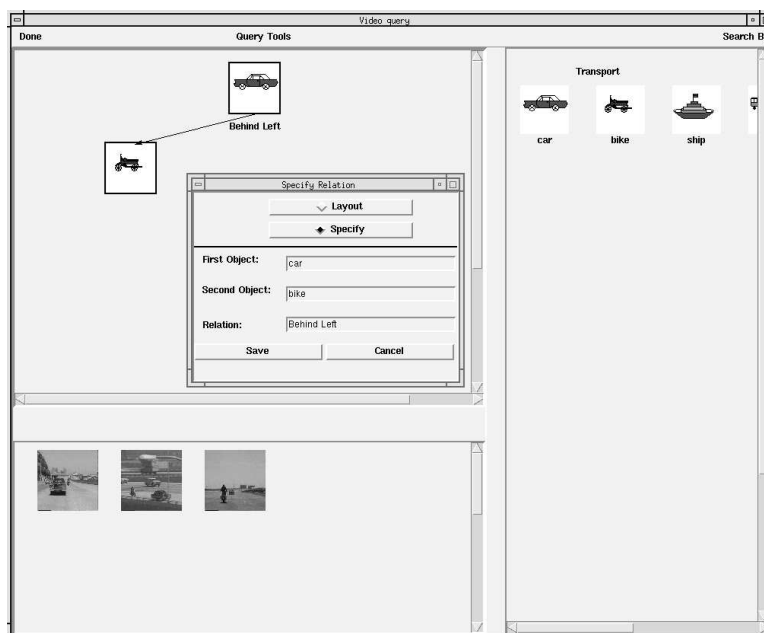 Video query
Done Query Tools Search B
Transport
car bike ship
Behind Left
Specify Relation
Layout
Specify
First Object: car
Second Object: bike
Relation: Behind Left
Save Cancel